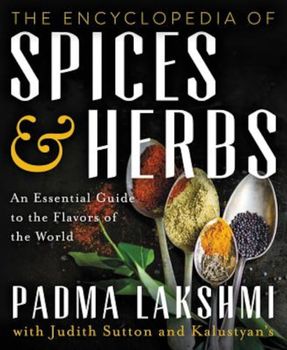 THE ENCYCLOPEDIA OF
SPICES
& HERBS
An Essential Guide
to the Flavors of
the World
PADMA LAKSHMI
with Judith Sutton and Kalustyan's